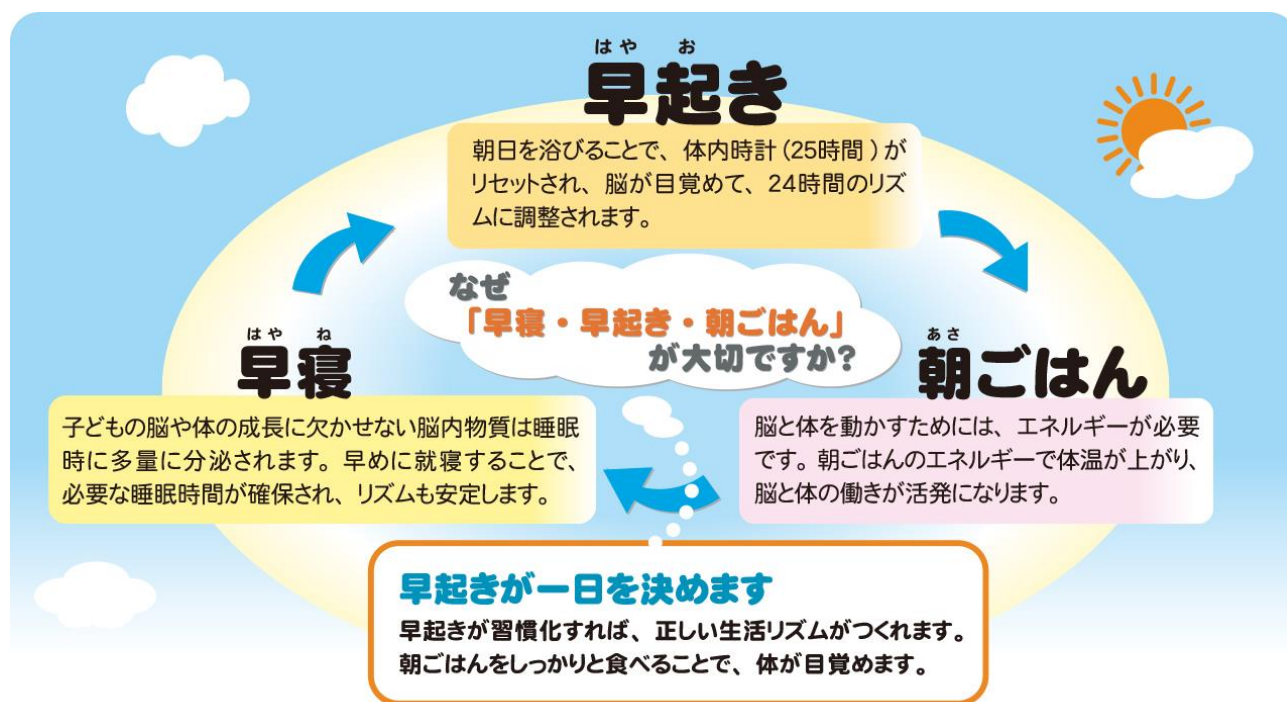 はや お
早起き
朝日を浴びることで、体内時計(25時間)が
リセットされ、脳が目覚めて、24時間のリズ
ムに調整されます。
なぜ
「早寝・早起き・朝ごはん」
が大切ですか?
はや ね
早寝
子どもの脳や体の成長に欠かせない脳内物質は睡眠
時に多量に分泌されます。早めに就寝することで、
必要な睡眠時間が確保され、リズムも安定します。
あさ
朝ごはん
脳と体を動かすためには、エネルギーが必要
です。朝ごはんのエネルギーで体温が上がり、
脳と体の働きが活発になります。
早起きが一日を決めます
早起きが習慣化すれば、正しい生活リズムがつくれます。
朝ごはんをしっかりと食べることで、体が目覚めます。